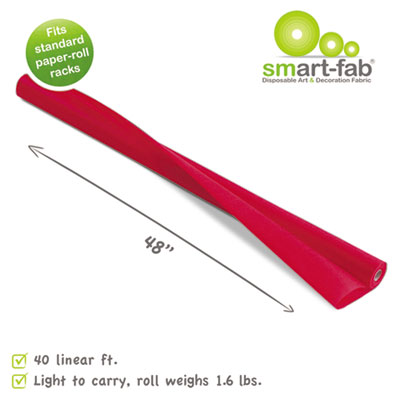 Fits
standard
paper-roll
racks
smart-fab®
Disposable Art & Decoration Fabric
48"
40 linear ft.
Light to carry, roll weighs 1.6 lbs.